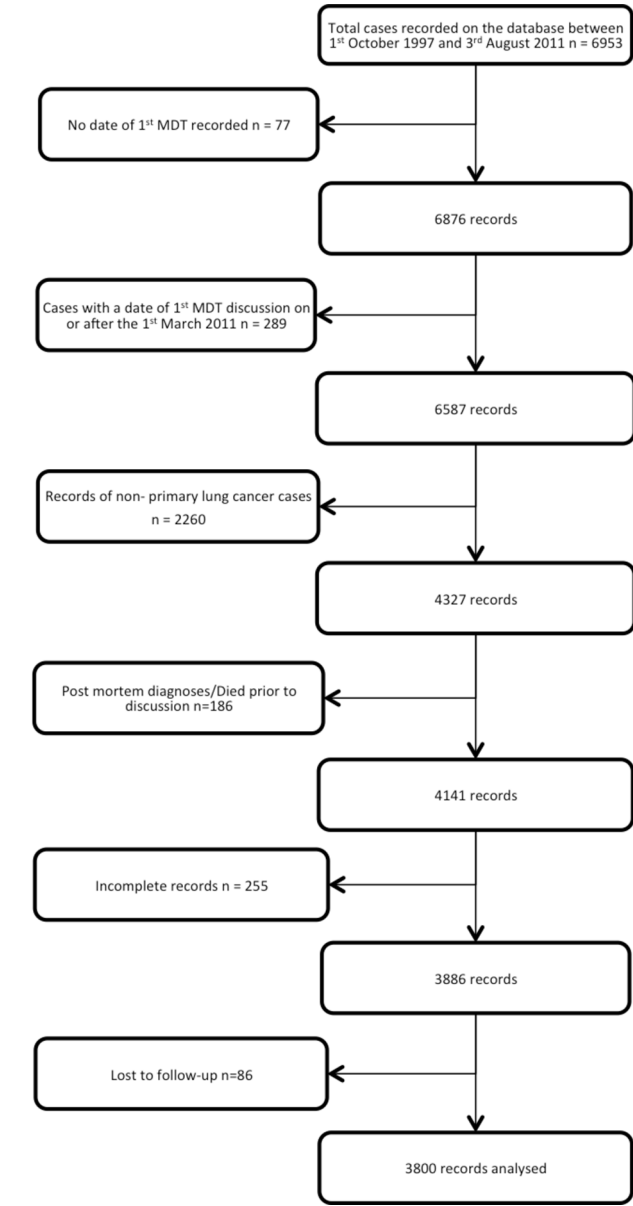 Total cases recorded on the database between
1st October 1997 and 3rd August 2011 n = 6953
No date of 1st MDT recorded n = 77
6876 records
Cases with a date of 1st MDT discussion on
or after the 1st March 2011 n = 289
6587 records
Records of non- primary lung cancer cases
n = 2260
4327 records
Post mortem diagnoses/Died prior to
discussion n=186
4141 records
Incomplete records n = 255
3886 records
Lost to follow-up n=86
3800 records analysed